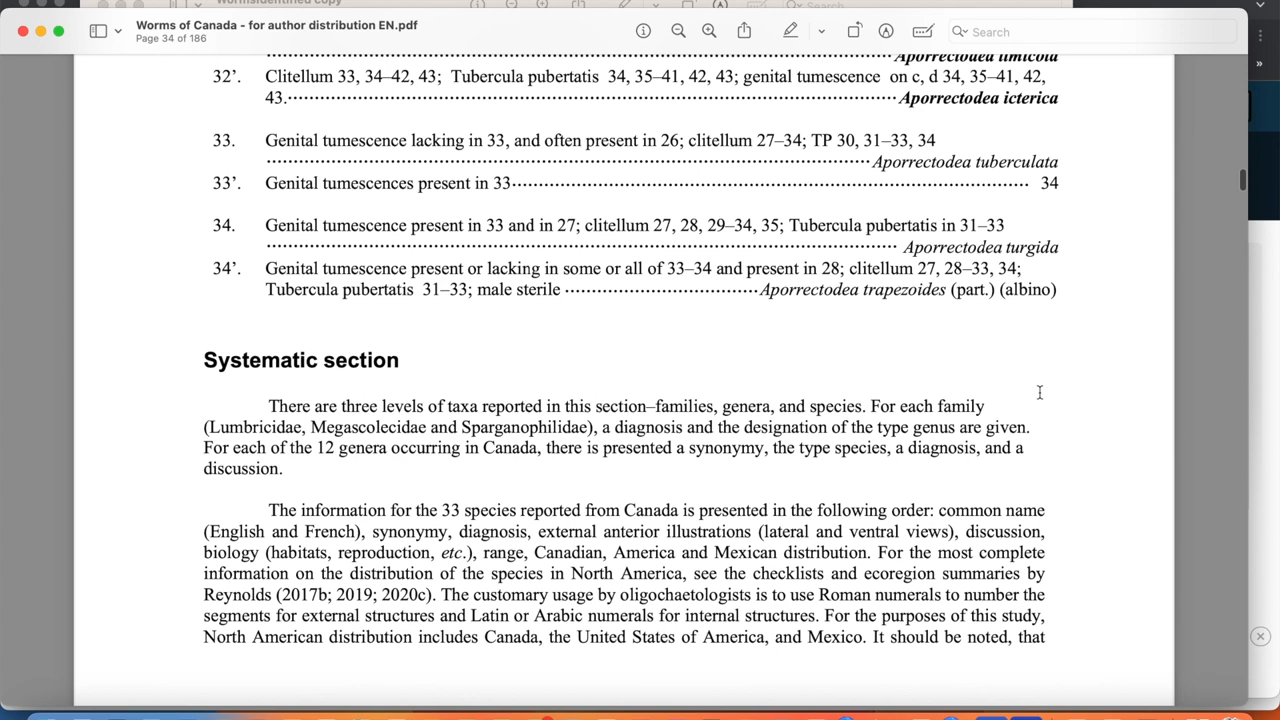 Wormsidentified copy
Worms of Canada - for author distribution EN.pdf
Page 34 of 186
Search
Search
Aporrectodea limicola
32’. Clitellum 33, 34–42, 43; Tubercula pubertatis 34, 35–41, 42, 43; genital tumescence on c, d 34, 35–41, 42,
43. Aporrectodea icterica
33. Genital tumescence lacking in 33, and often present in 26; clitellum 27–34; TP 30, 31–33, 34
Aporrectodea tuberculata
33’. Genital tumescences present in 33 34
34. Genital tumescence present in 33 and in 27; clitellum 27, 28, 29–34, 35; Tubercula pubertatis in 31–33
Aporrectodea turgida
34’. Genital tumescence present or lacking in some or all of 33–34 and present in 28; clitellum 27, 28–33, 34;
Tubercula pubertatis 31–33; male sterile Aporrectodea trapezoides (part.) (albino)
Systematic section
There are three levels of taxa reported in this section–families, genera, and species. For each family
(Lumbricidae, Megascolecidae and Sparganophilidae), a diagnosis and the designation of the type genus are given.
For each of the 12 genera occurring in Canada, there is presented a synonymy, the type species, a diagnosis, and a
discussion.
The information for the 33 species reported from Canada is presented in the following order: common name
(English and French), synonymy, diagnosis, external anterior illustrations (lateral and ventral views), discussion,
biology (habitats, reproduction, etc.), range, Canadian, America and Mexican distribution. For the most complete
information on the distribution of the species in North America, see the checklists and ecoregion summaries by
Reynolds (2017b; 2019; 2020c). The customary usage by oligochaetologists is to use Roman numerals to number the
segments for external structures and Latin or Arabic numerals for internal structures. For the purposes of this study,
North American distribution includes Canada, the United States of America, and Mexico. It should be noted, that